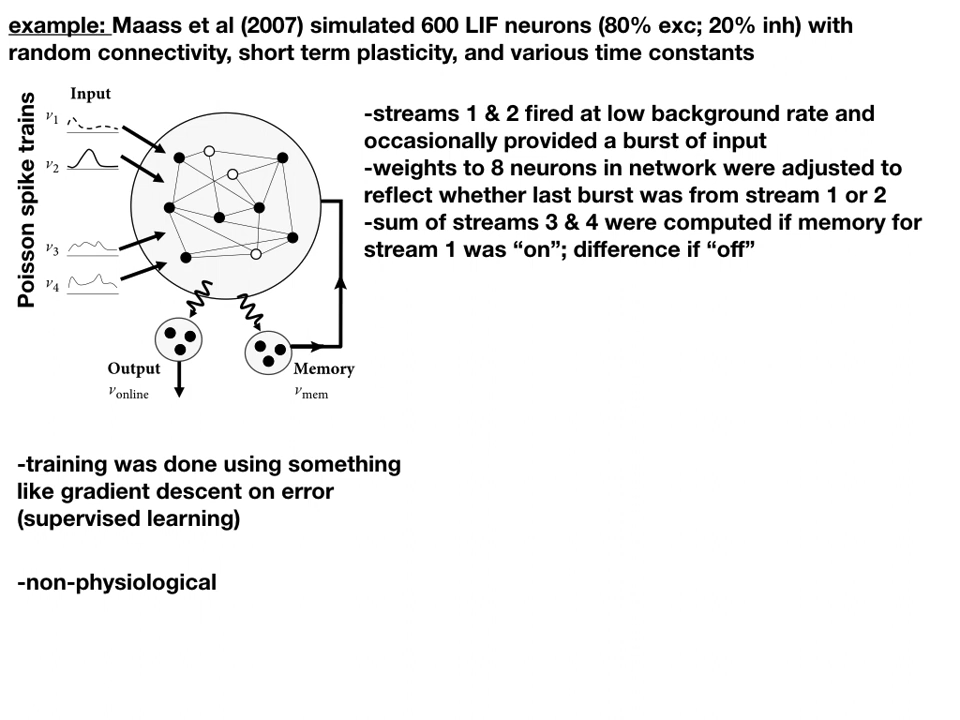 example: Maass et al (2007) simulated 600 LIF neurons (80% exc; 20% inh) with
random connectivity, short term plasticity, and various time constants
Poisson spike trains
Input
ν1
ν2
ν3
ν4
Output
νonline
Memory
νmem
-streams 1 & 2 fired at low background rate and
occasionally provided a burst of input
-weights to 8 neurons in network were adjusted to
reflect whether last burst was from stream 1 or 2
-sum of streams 3 & 4 were computed if memory for
stream 1 was “on”; difference if “off”
-training was done using something
like gradient descent on error
(supervised learning)
-non-physiological